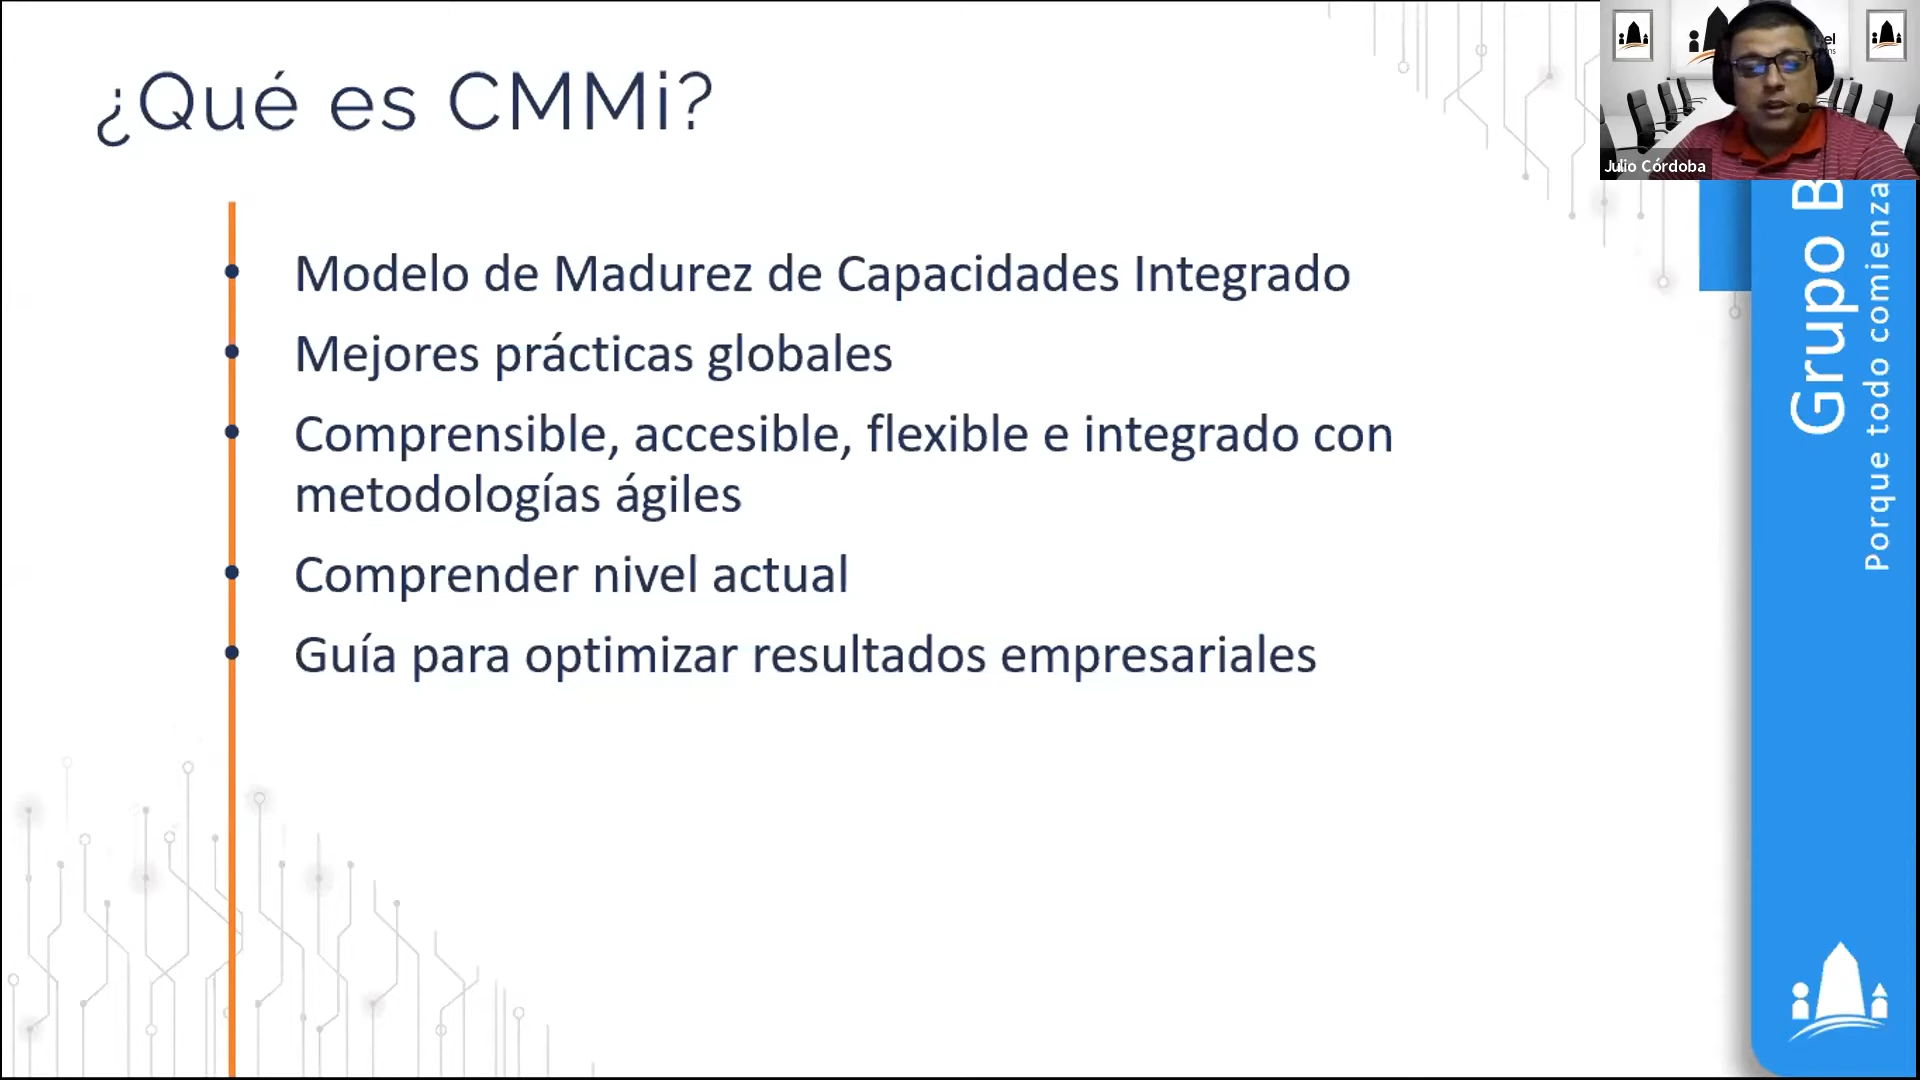 ¿Qué es CMMi?
Modelo de Madurez de Capacidades Integrado
Mejores prácticas globales
Comprensible, accesible, flexible e integrado con
metodologías ágiles
Comprender nivel actual
Guía para optimizar resultados empresariales
Julio Córdoba
Grupo B
Porque todo comienza